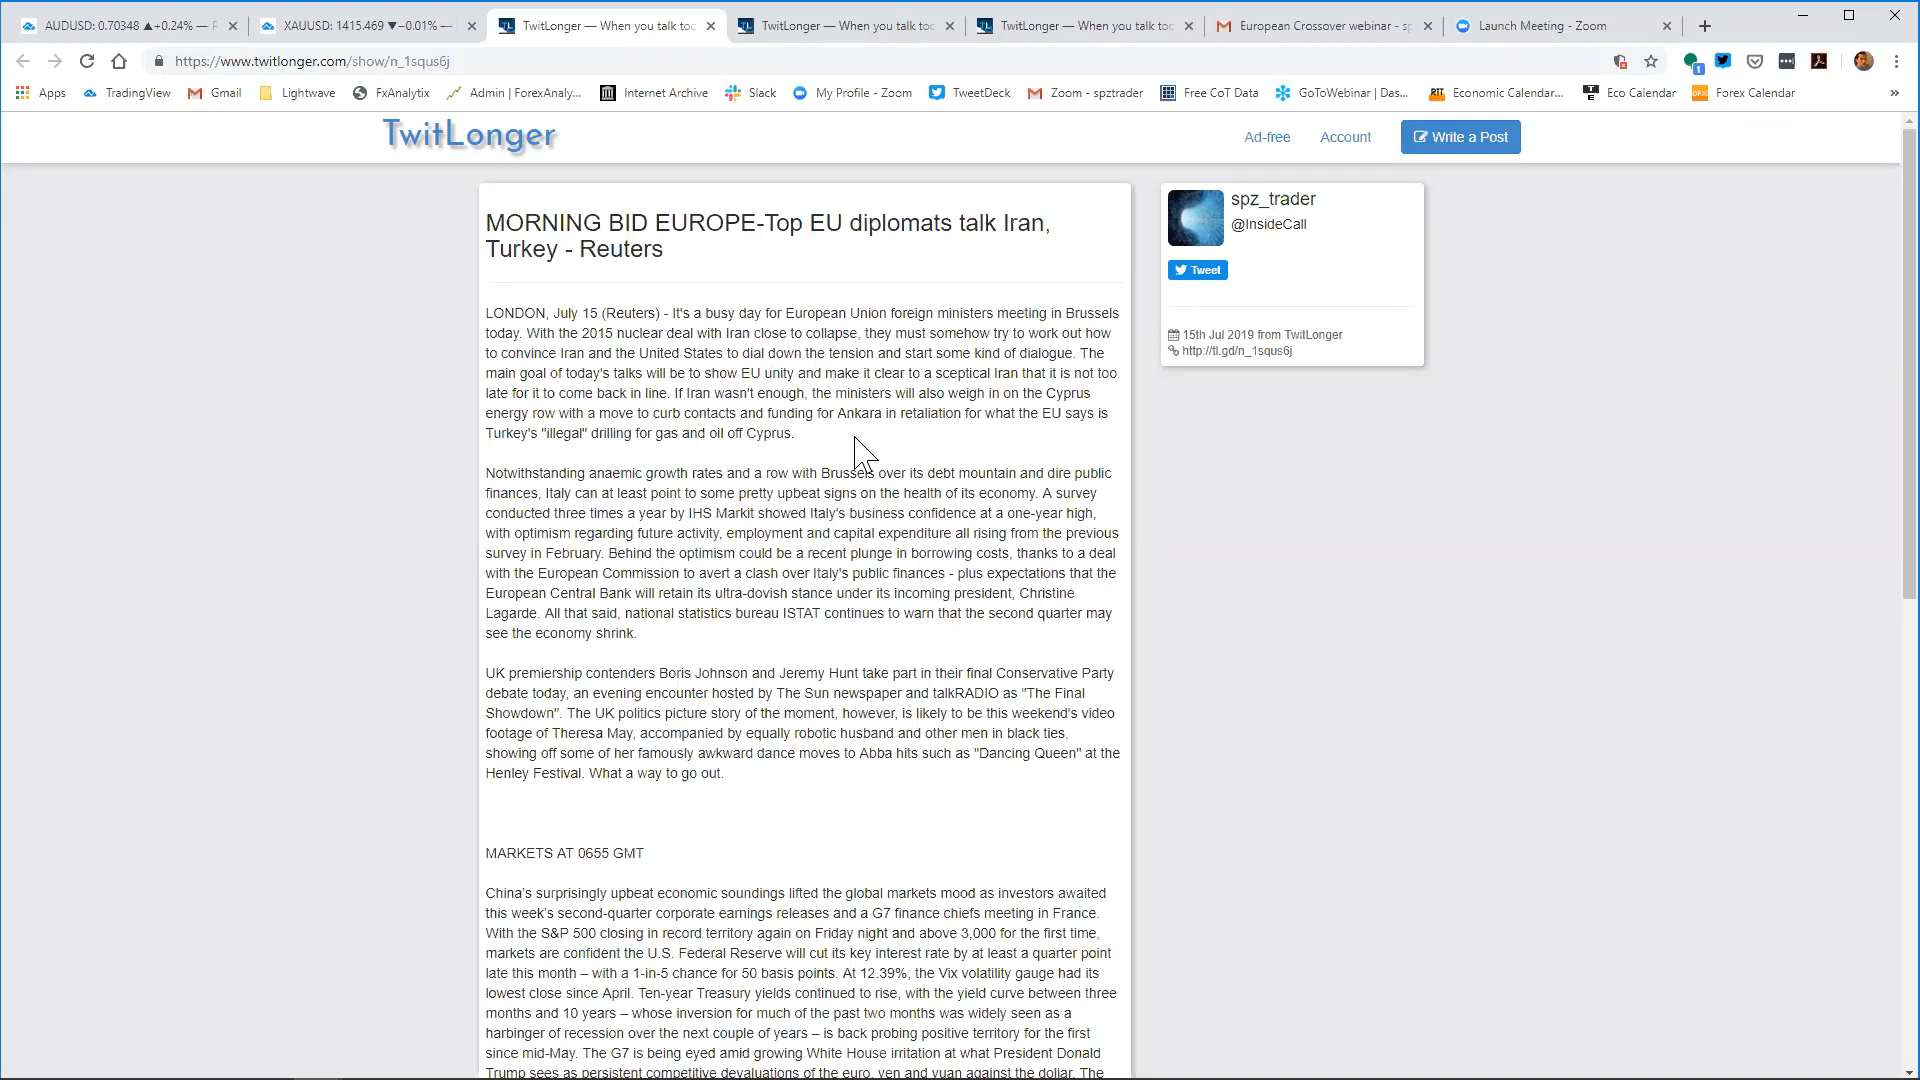 AUDUSD: 0.70348 ▲+0.24% —
XAUUSD: 1415.469 ▼−0.01% —
TwitLonger — When you talk too
TwitLonger — When you talk too
TwitLonger — When you talk too
European Crossover webinar - sp
Launch Meeting - Zoom
https://www.twitlonger.com/show/n_1squs6j
1
Apps
TradingView
Gmail
Lightwave
FxAnalytix
Admin | ForexAnaly...
Internet Archive
Slack
My Profile - Zoom
TweetDeck
Zoom - spztrader
Free CoT Data
GoToWebinar | Das...
Economic Calendar...
Eco Calendar
Forex Calendar
»
TwitLonger
Ad-free
Account
Write a Post
MORNING BID EUROPE-Top EU diplomats talk Iran,
Turkey - Reuters
LONDON, July 15 (Reuters) - It's a busy day for European Union foreign ministers meeting in Brussels
today. With the 2015 nuclear deal with Iran close to collapse, they must somehow try to work out how
to convince Iran and the United States to dial down the tension and start some kind of dialogue. The
main goal of today's talks will be to show EU unity and make it clear to a sceptical Iran that it is not too
late for it to come back in line. If Iran wasn't enough, the ministers will also weigh in on the Cyprus
energy row with a move to curb contacts and funding for Ankara in retaliation for what the EU says is
Turkey's "illegal" drilling for gas and oil off Cyprus.
Notwithstanding anaemic growth rates and a row with Brussels over its debt mountain and dire public
finances, Italy can at least point to some pretty upbeat signs on the health of its economy. A survey
conducted three times a year by IHS Markit showed Italy's business confidence at a one-year high,
with optimism regarding future activity, employment and capital expenditure all rising from the previous
survey in February. Behind the optimism could be a recent plunge in borrowing costs, thanks to a deal
with the European Commission to avert a clash over Italy's public finances - plus expectations that the
European Central Bank will retain its ultra-dovish stance under its incoming president, Christine
Lagarde. All that said, national statistics bureau ISTAT continues to warn that the second quarter may
see the economy shrink.
UK premiership contenders Boris Johnson and Jeremy Hunt take part in their final Conservative Party
debate today, an evening encounter hosted by The Sun newspaper and talkRADIO as "The Final
Showdown". The UK politics picture story of the moment, however, is likely to be this weekend's video
footage of Theresa May, accompanied by equally robotic husband and other men in black ties,
showing off some of her famously awkward dance moves to Abba hits such as "Dancing Queen" at the
Henley Festival. What a way to go out.
MARKETS AT 0655 GMT
China's surprisingly upbeat economic soundings lifted the global markets mood as investors awaited
this week's second-quarter corporate earnings releases and a G7 finance chiefs meeting in France.
With the S&P 500 closing in record territory again on Friday night and above 3,000 for the first time,
markets are confident the U.S. Federal Reserve will cut its key interest rate by at least a quarter point
late this month – with a 1-in-5 chance for 50 basis points. At 12.39%, the Vix volatility gauge had its
lowest close since April. Ten-year Treasury yields continued to rise, with the yield curve between three
months and 10 years – whose inversion for much of the past two months was widely seen as a
harbinger of recession over the next couple of years – is back probing positive territory for the first
since mid-May. The G7 is being eyed amid growing White House irritation at what President Donald
Trump sees as persistent competitive devaluations of the euro, yen and yuan against the dollar. The
spz_trader
@InsideCall
Tweet
15th Jul 2019 from TwitLonger
http://tl.gd/n_1squs6j